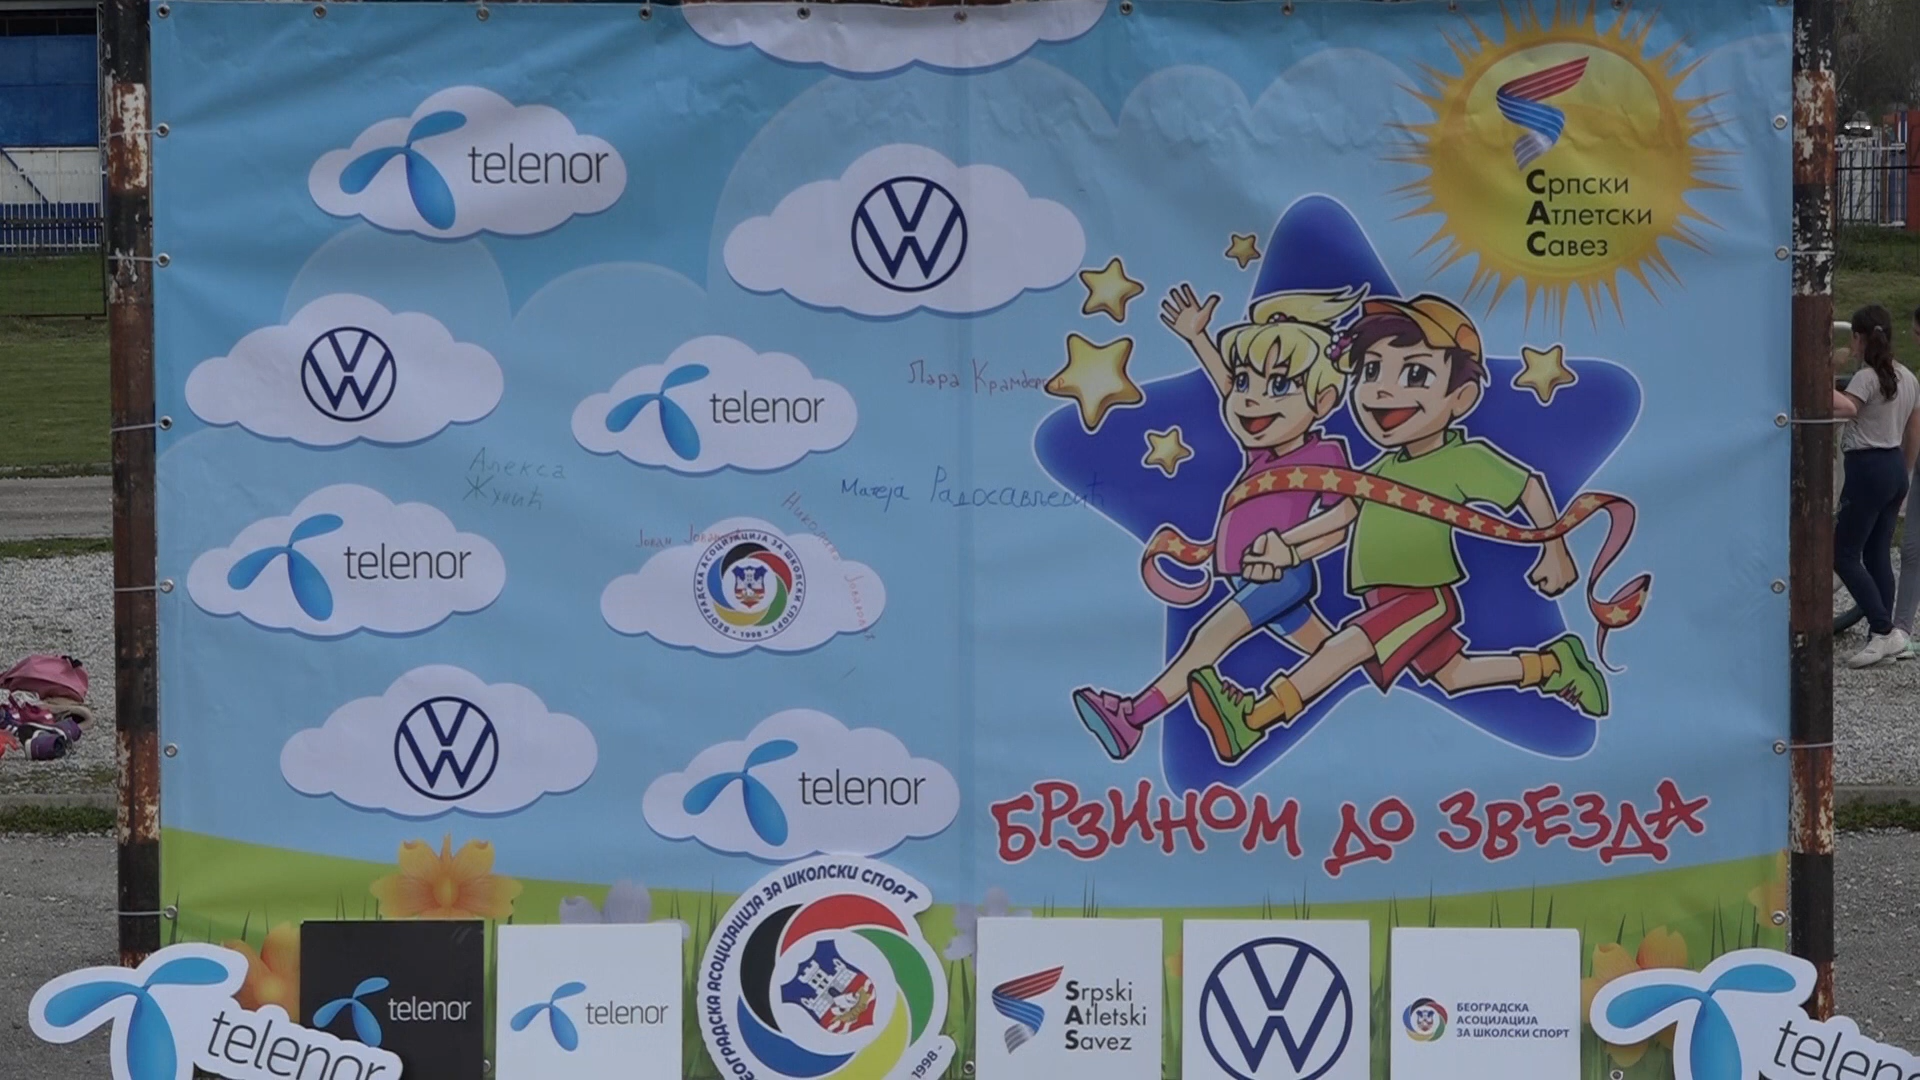 telenor
Српски
Атлетски
Савез
telenor
Лара
Алекса
Жунић
Матеја Радосављевић
БЕОГРАДСКА АСОЦИЈАЦИЈА ЗА ШКОЛСКИ СПОРТ
• 1998 •
telenor
telenor
БРЗИНОМ ДО ЗВЕЗДА
telenor
telenor
telenor
БЕОГРАДСКА АСОЦИЈАЦИЈА ЗА ШКОЛСКИ СПОРТ
1998 -
Srpski
Atletski
Savez
БЕОГРАДСКА
АСОЦИЈАЦИЈА
ЗА ШКОЛСКИ СПОРТ
telenor